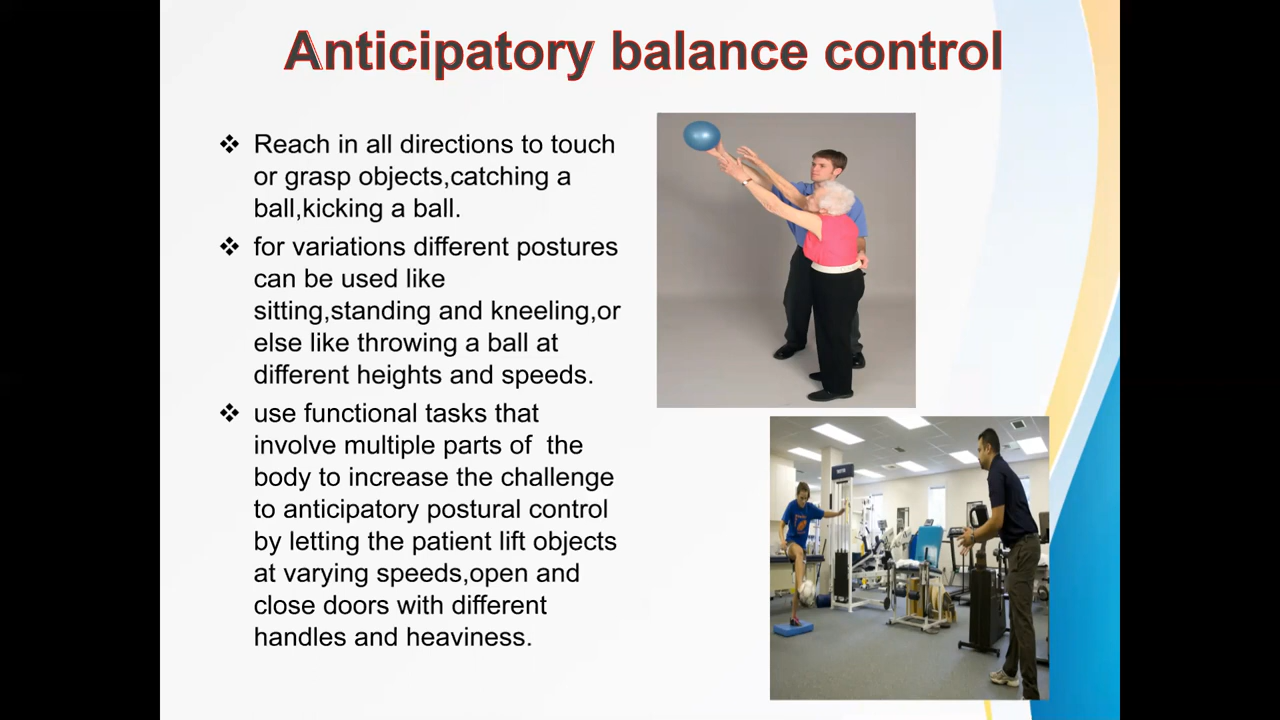 Anticipatory balance control
❖ Reach in all directions to touch
or grasp objects,catching a
ball,kicking a ball.
❖ for variations different postures
can be used like
sitting,standing and kneeling,or
else like throwing a ball at
different heights and speeds.
❖ use functional tasks that
involve multiple parts of  the
body to increase the challenge
to anticipatory postural control
by letting the patient lift objects
at varying speeds,open and
close doors with different
handles and heaviness.